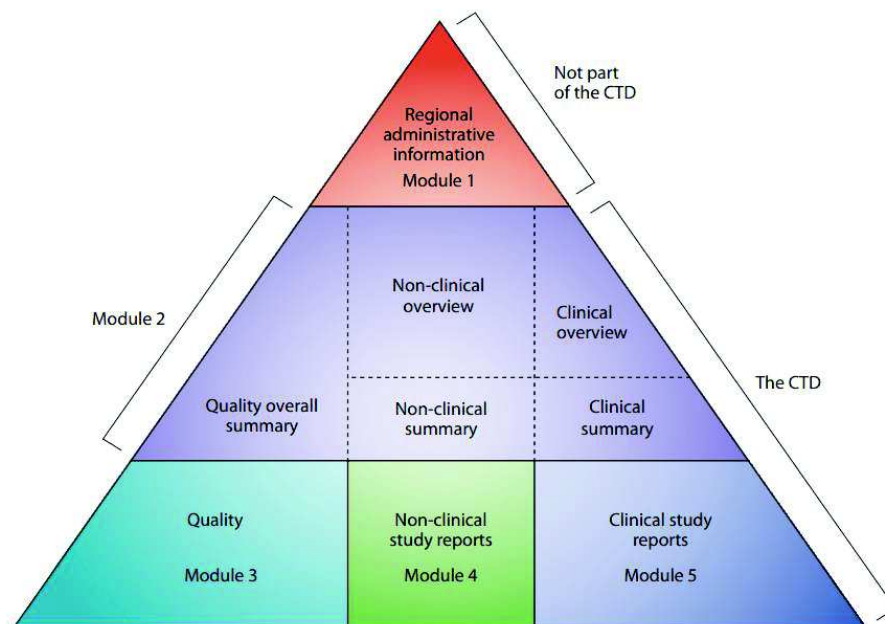 Not part
of the CTD
Regional
administrative
information
Module 1
Module 2
Non-clinical
overview
Clinical
overview
The CTD
Quality overall
summary
Non-clinical
summary
Clinical
summary
Quality
Module 3
Non-clinical
study reports
Module 4
Clinical study
reports
Module 5